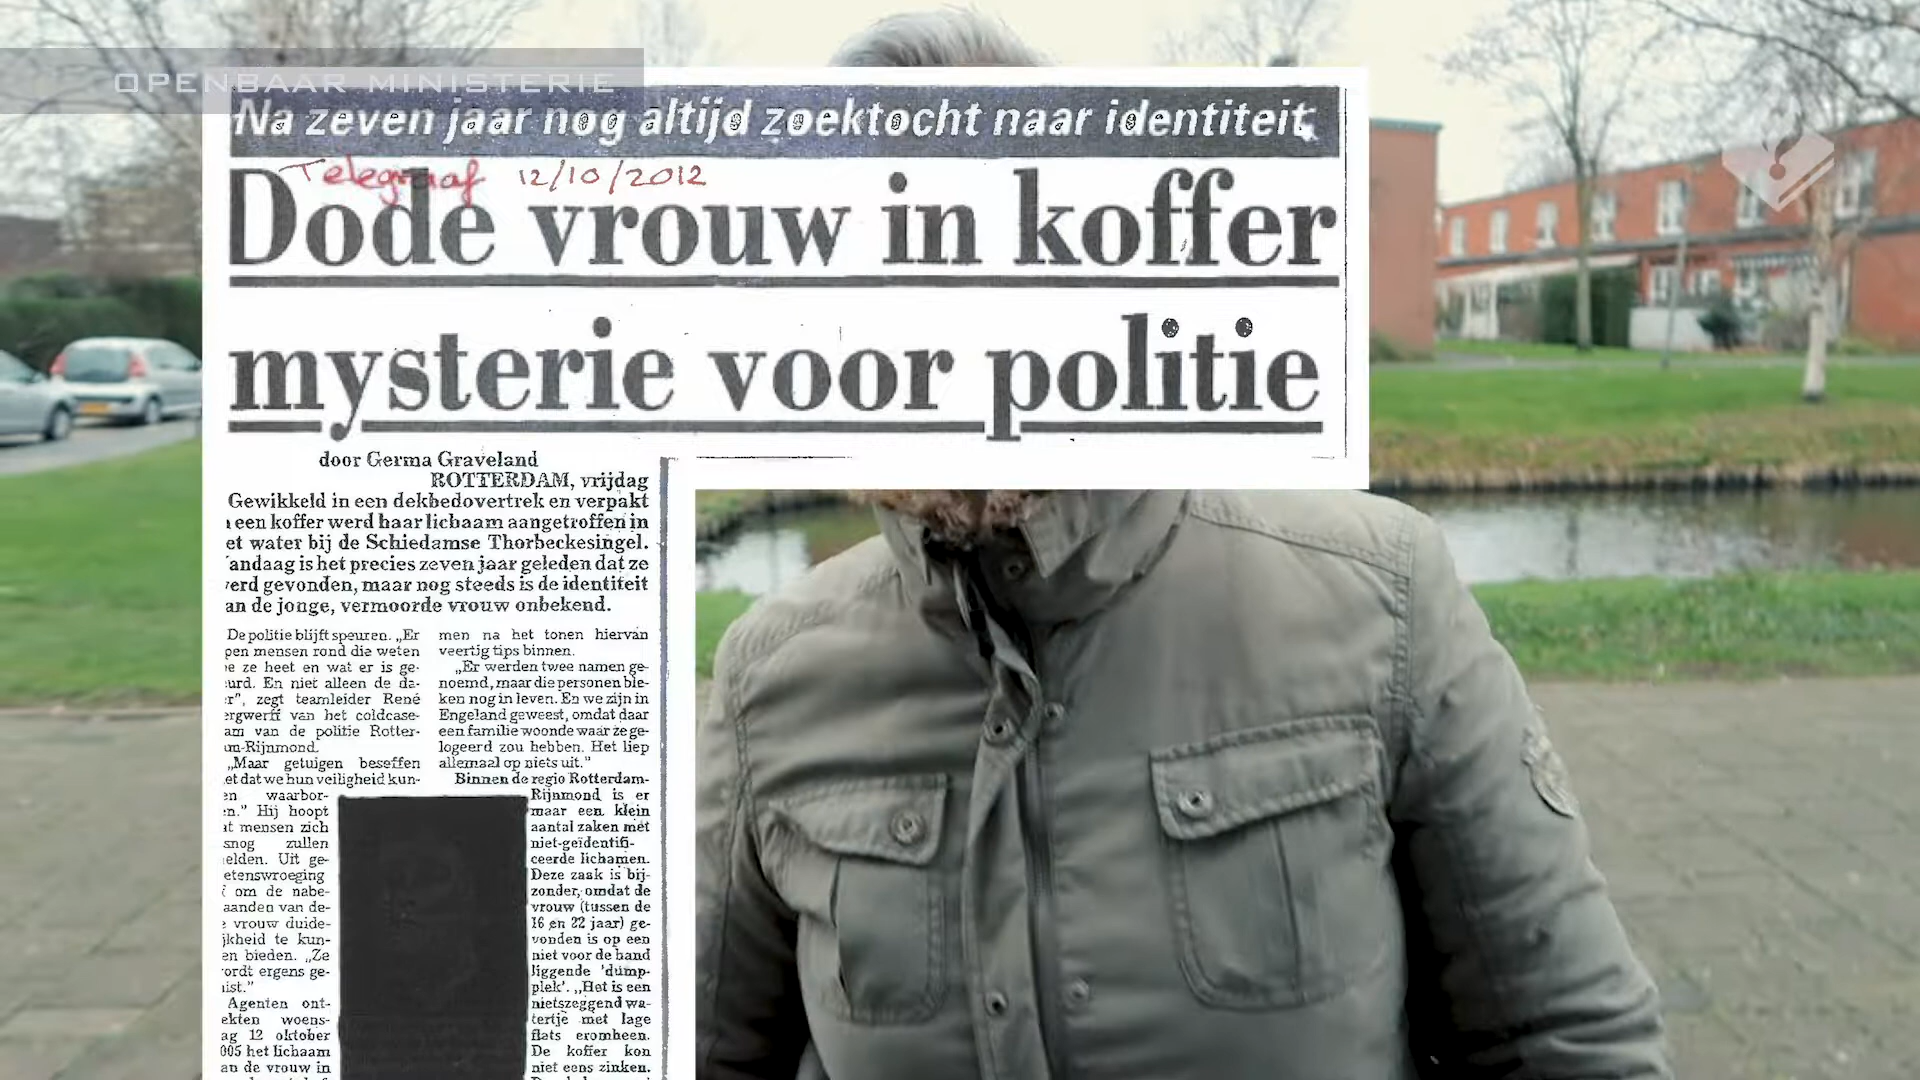 OPENBAAR MINISTERIE
Na zeven jaar nog altijd zoektocht naar identiteit
Telegraaf 12/10/2012
Dode vrouw in koffer
mysterie voor politie
door Germa Graveland
ROTTERDAM, vrijdag
Gewikkeld in een dekbedovertrek en verpakt
een koffer werd haar lichaam aangetroffen in
et water bij de Schiedamse Thorbeckesingel.
andaag is het precies zeven jaar geleden dat ze
erd gevonden, maar nog steeds is de identiteit
an de jonge, vermoorde vrouw onbekend.
De politie blijft speuren. „Er
pen mensen rond die weten
e ze heet en wat er is ge-
urd. En niet alleen de da-
r", zegt teamleider René
ergwerff van het coldcase-
am van de politie Rotter-
m-Rijnmond.
„Maar getuigen beseffen
et dat we hun veiligheid kun-
en waarbor-
n." Hij hoopt
at mensen zich
snog zullen
elden. Uit ge-
etenswroeging
om de nabe-
aanden van de-
e vrouw duide-
jkheid te kun-
en bieden. „Ze
ordt ergens ge-
ist."
Agenten ont-
ekten woens-
ag 12 oktober
005 het lichaam
an de vrouw in
men na het tonen hiervan
veertig tips binnen.
„Er werden twee namen ge-
noemd, maar die personen ble-
ken nog in leven. En we zijn in
Engeland geweest, omdat daar
een familie woonde waar ze ge-
logeerd zou hebben. Het liep
allemaal op niets uit."
Binnen de regio Rotterdam-
Rijnmond is er
maar een klein
aantal zaken met
niet-geïdentifi-
ceerde lichamen.
Deze zaak is bij-
zonder, omdat de
vrouw (tussen de
16 en 22 jaar) ge-
vonden is op een
niet voor de hand
liggende 'dump-
plek'. „Het is een
nietszeggend wa-
tertje met lage
flats eromheen.
De koffer kon
niet eens zinken.